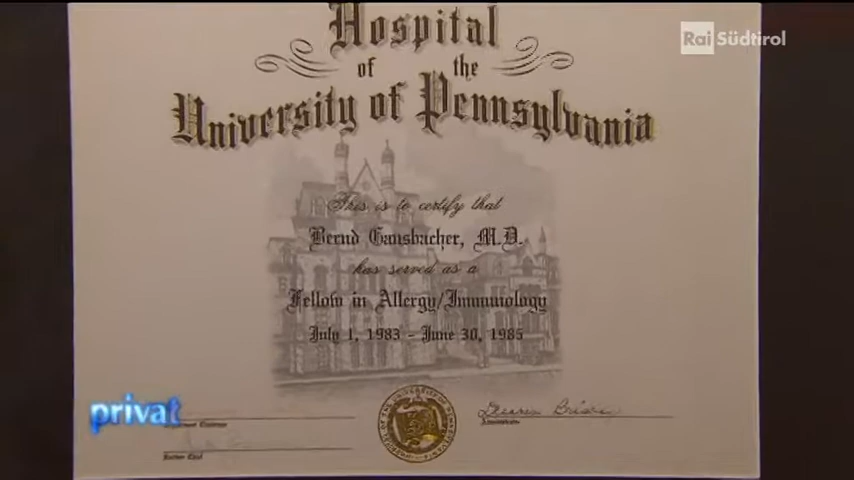 Rai Südtirol
Hospital
of the
University of Pennsylvania
This is to certify that
Bernd Gansbacher, M.D.
has served as a
Fellow in Allergy/Immunology
July 1, 1983 - June 30, 1985
privat